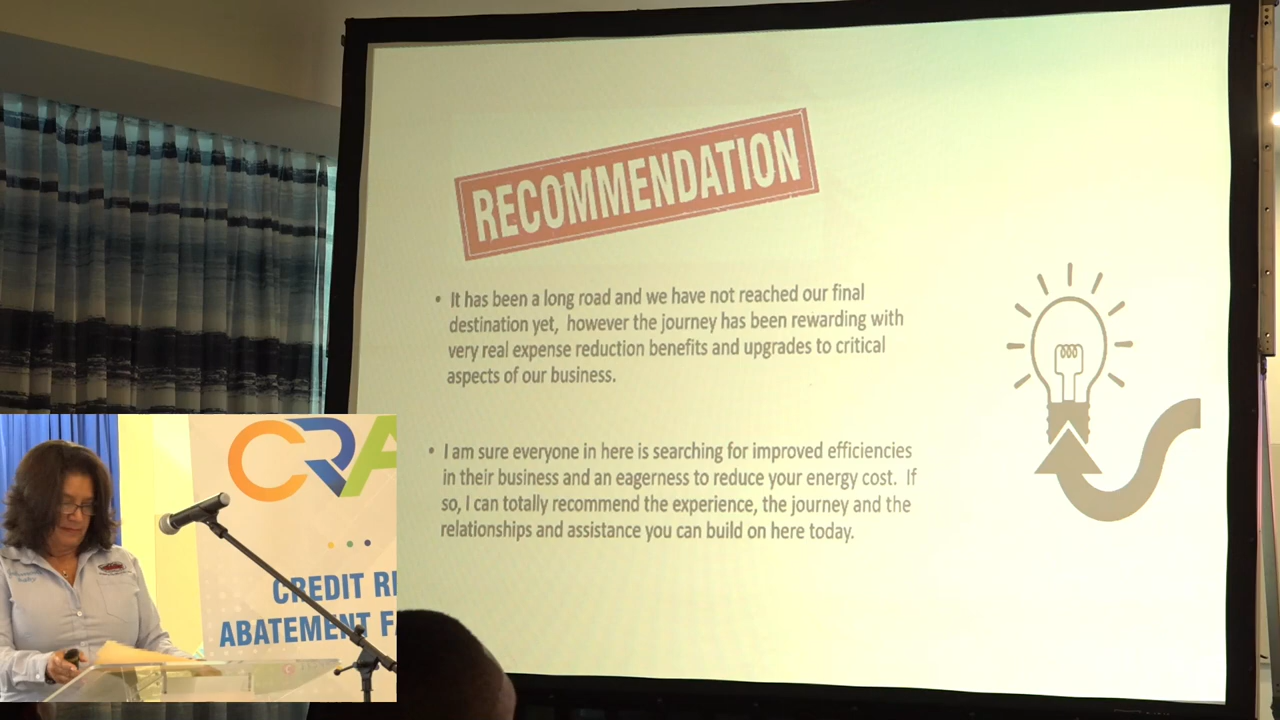 RECOMMENDATION
• It has been a long road and we have not reached our final
destination yet, however the journey has been rewarding with
very real expense reduction benefits and upgrades to critical
aspects of our business.
• I am sure everyone in here is searching for improved efficiencies
in their business and an eagerness to reduce your energy cost. If
so, I can totally recommend the experience, the journey and the
relationships and assistance you can build on here today.
CRA
CREDIT RI
ABATEMENT FA